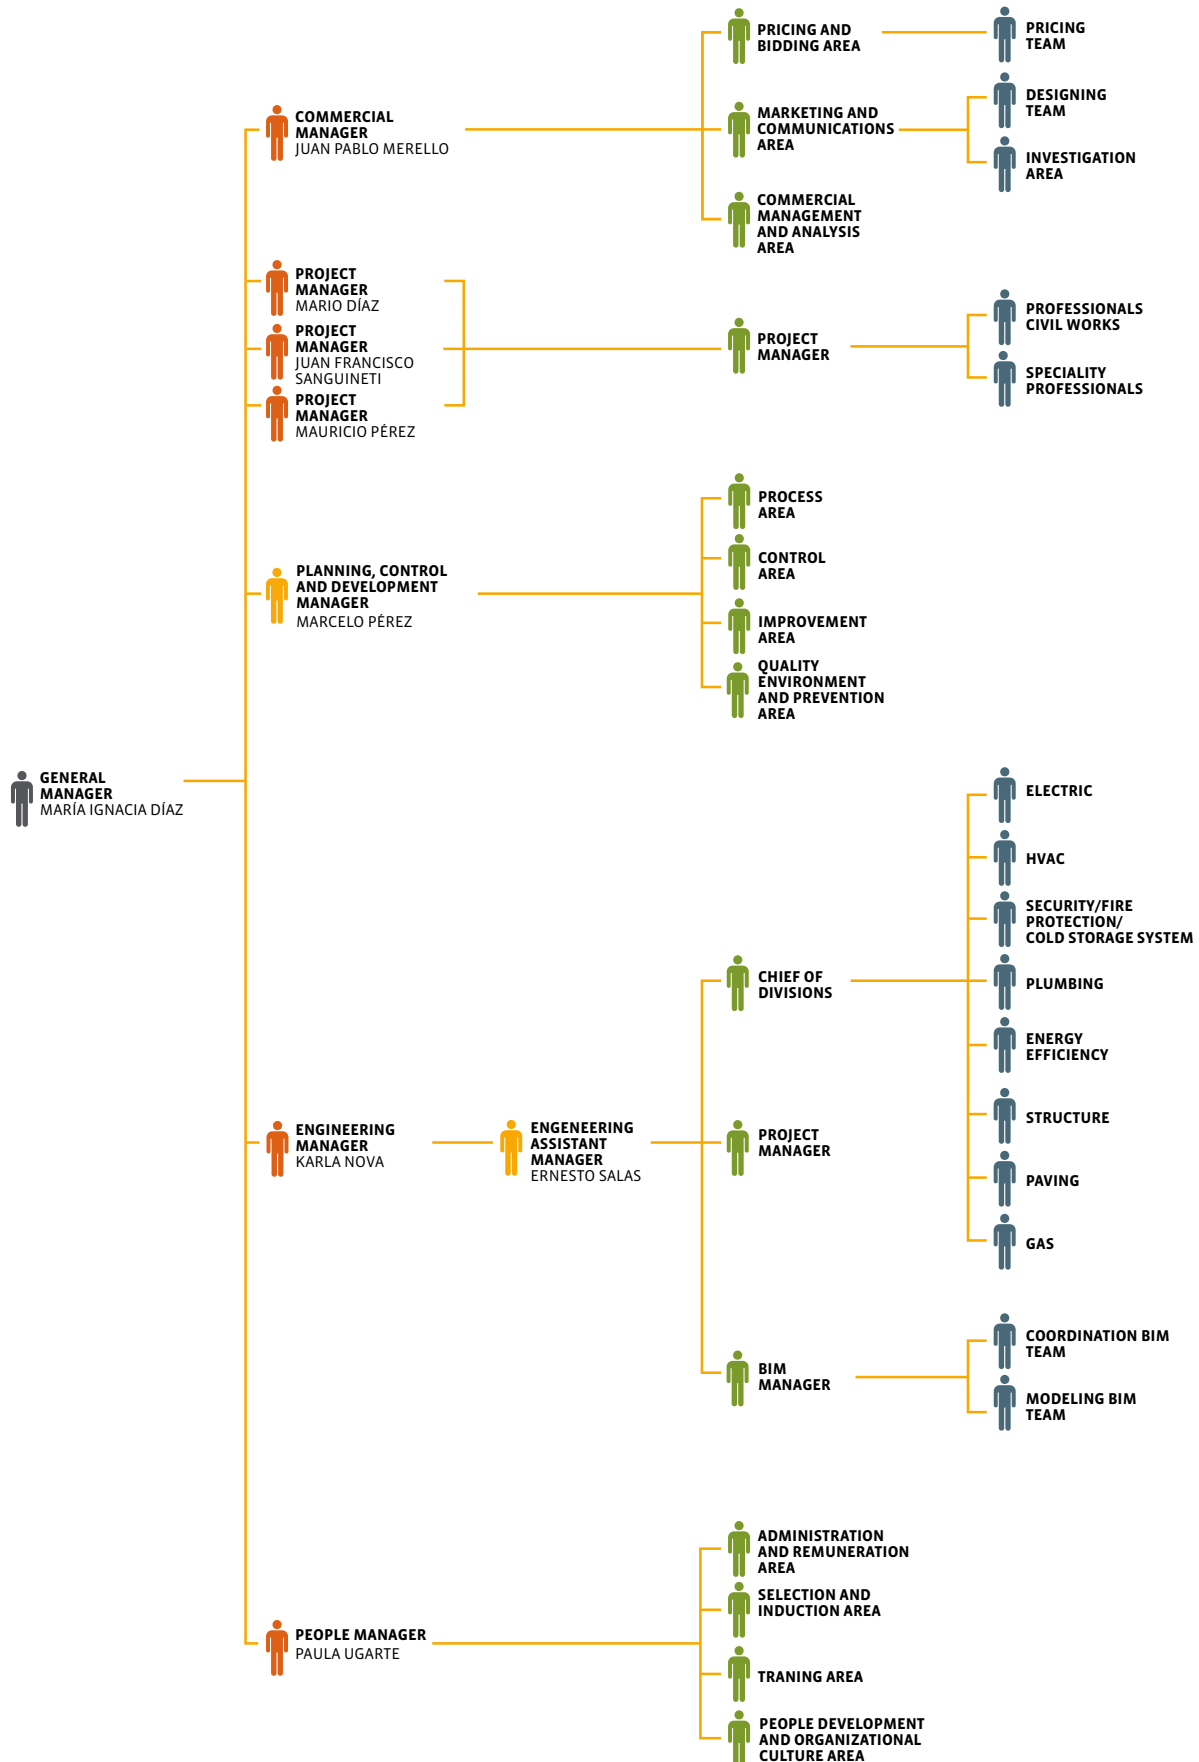 GENERAL
MANAGER
MARÍA IGNACIA DÍAZ
COMMERCIAL
MANAGER
JUAN PABLO MERELLO
PRICING AND
BIDDING AREA
PRICING
TEAM
MARKETING AND
COMMUNICATIONS
AREA
DESIGNING
TEAM
INVESTIGATION
AREA
COMMERCIAL
MANAGEMENT
AND ANALYSIS
AREA
PROJECT
MANAGER
MARIO DÍAZ
PROJECT
MANAGER
JUAN FRANCISCO
SANGUINETI
PROJECT
MANAGER
MAURICIO PÉREZ
PROJECT
MANAGER
PROFESSIONALS
CIVIL WORKS
SPECIALITY
PROFESSIONALS
PLANNING, CONTROL
AND DEVELOPMENT
MANAGER
MARCELO PÉREZ
PROCESS
AREA
CONTROL
AREA
IMPROVEMENT
AREA
QUALITY
ENVIRONMENT
AND PREVENTION
AREA
ENGINEERING
MANAGER
KARLA NOVA
ENGENEERING
ASSISTANT
MANAGER
ERNESTO SALAS
CHIEF OF
DIVISIONS
ELECTRIC
HVAC
SECURITY/FIRE
PROTECTION/
COLD STORAGE SYSTEM
PLUMBING
ENERGY
EFFICIENCY
STRUCTURE
PAVING
GAS
PROJECT
MANAGER
BIM
MANAGER
COORDINATION BIM
TEAM
MODELING BIM
TEAM
PEOPLE MANAGER
PAULA UGARTE
ADMINISTRATION
AND REMUNERATION
AREA
SELECTION AND
INDUCTION AREA
TRANING AREA
PEOPLE DEVELOPMENT
AND ORGANIZATIONAL
CULTURE AREA